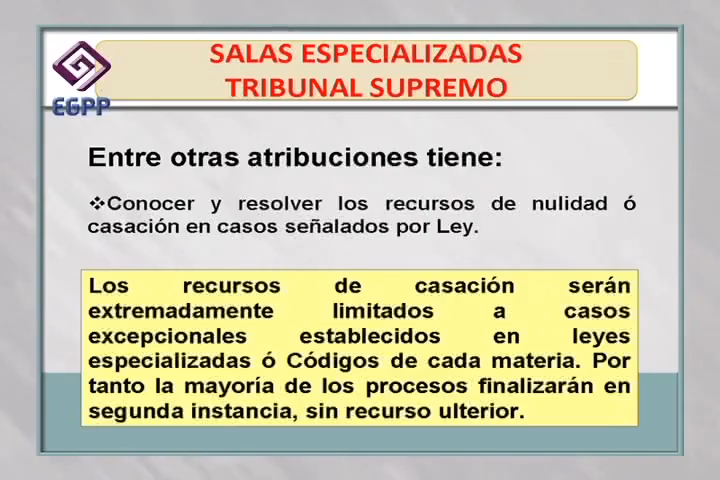 SALAS ESPECIALIZADAS
TRIBUNAL SUPREMO
EGPP
Entre otras atribuciones tiene:
❖Conocer y resolver los recursos de nulidad ó
casación en casos señalados por Ley.
Los recursos de casación serán
extremadamente limitados a casos
excepcionales establecidos en leyes
especializadas ó Códigos de cada materia. Por
tanto la mayoría de los procesos finalizarán en
segunda instancia, sin recurso ulterior.